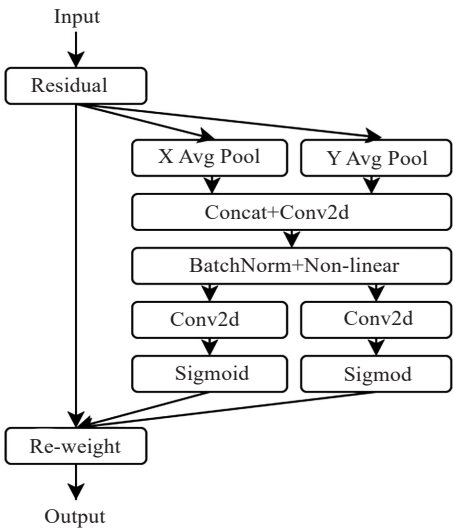 Input
Residual
X Avg Pool
Y Avg Pool
Concat+Conv2d
BatchNorm+Non-linear
Conv2d
Conv2d
Sigmoid
Sigmod
Re-weight
Output